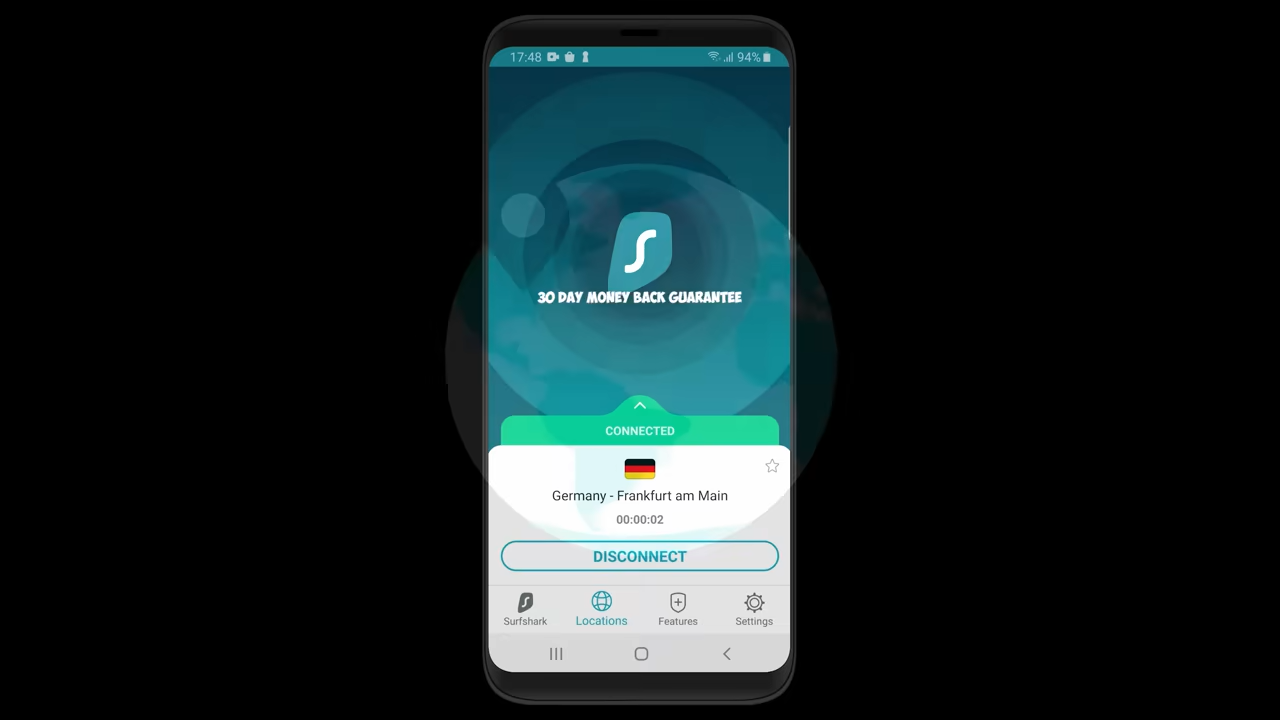 17:48 94%
S
30 DAY MONEY BACK GUARANTEE
CONNECTED
Germany - Frankfurt am Main
00:00:02
DISCONNECT
Surfshark Locations Features Settings